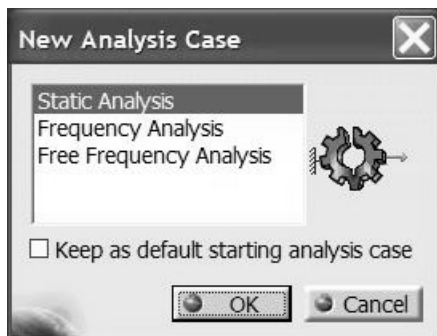 New Analysis Case
Static Analysis
Frequency Analysis
Free Frequency Analysis
Keep as default starting analysis case
OK
Cancel